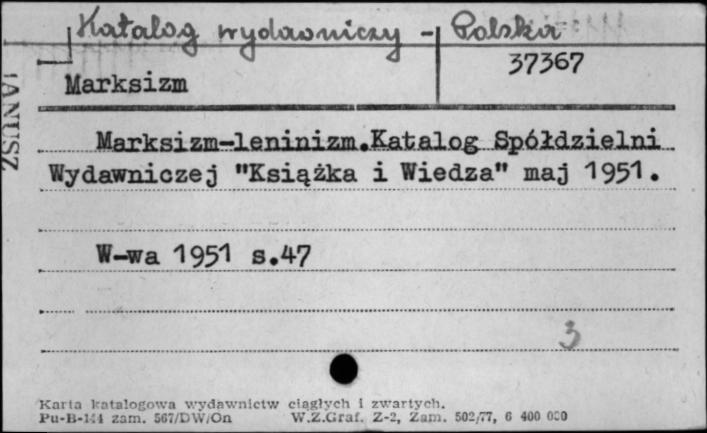 Katalog wydawniczy - Polska
37367
Marksizm
JANUSZ
Marksizm-leninizm.Katalog Spółdzielni
Wydawniczej "Książka i Wiedza" maj 1951.
W-wa 1951 s.47
3
Karta katalogowa wydawnictw ciągłych i zwartych.
Pu-B-144 zam. 567/DW/On W.Z.Graf. Z-2, Zam. 502/77, 6 400 000